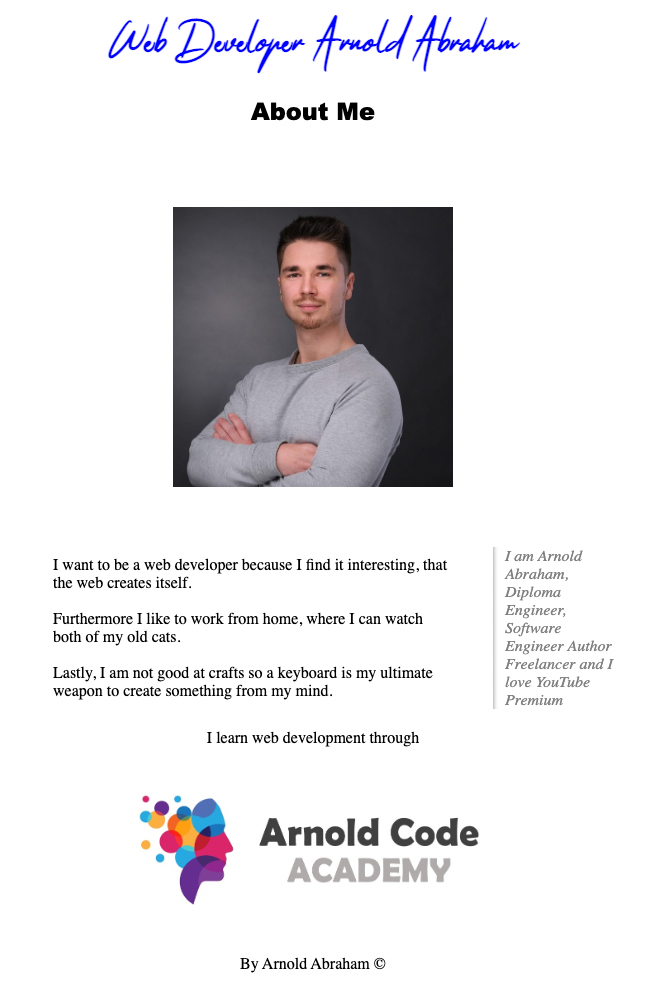 Web Developer Arnold Abraham
About Me
I want to be a web developer because I find it interesting, that
the web creates itself.
Furthermore I like to work from home, where I can watch
both of my old cats.
Lastly, I am not good at crafts so a keyboard is my ultimate
weapon to create something from my mind.
I am Arnold
Abraham,
Diploma
Engineer,
Software
Engineer Author
Freelancer and I
love YouTube
Premium
I learn web development through
Arnold Code
ACADEMY
By Arnold Abraham ©